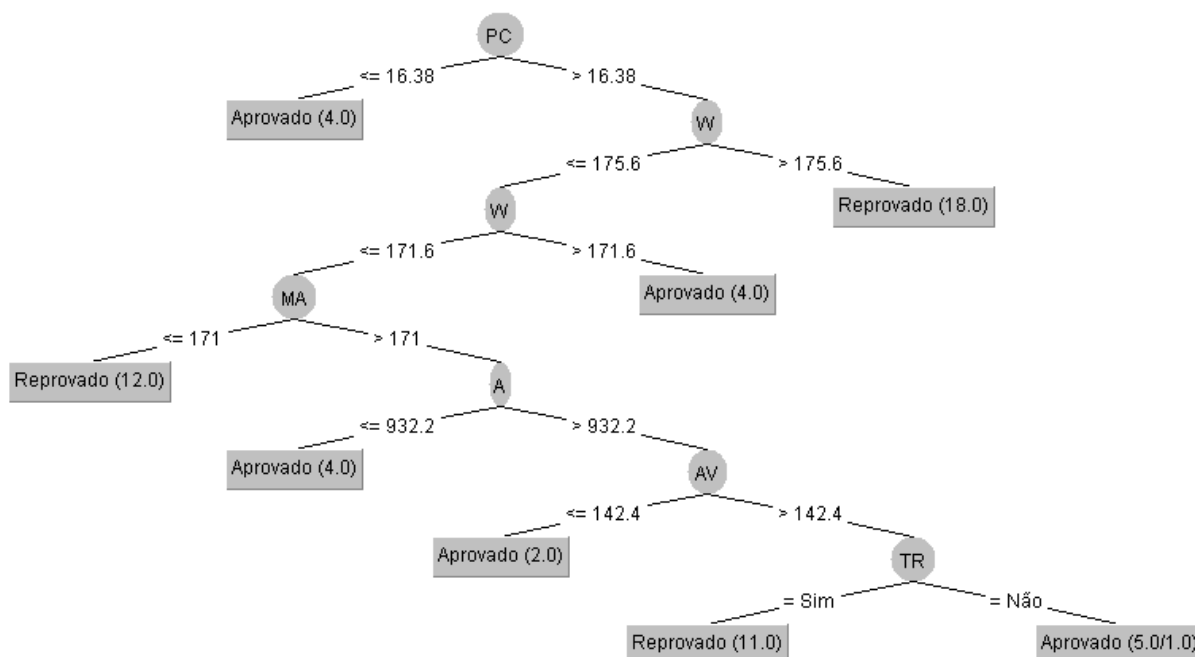 PC
<= 16.38
> 16.38
Aprovado (4.0)
W
<= 175.6
> 175.6
W
Reprovado (18.0)
<= 171.6
> 171.6
MA
Aprovado (4.0)
<= 171
> 171
Reprovado (12.0)
A
<= 932.2
> 932.2
Aprovado (4.0)
AV
<= 142.4
> 142.4
Aprovado (2.0)
TR
= Sim
= Não
Reprovado (11.0)
Aprovado (5.0/1.0)